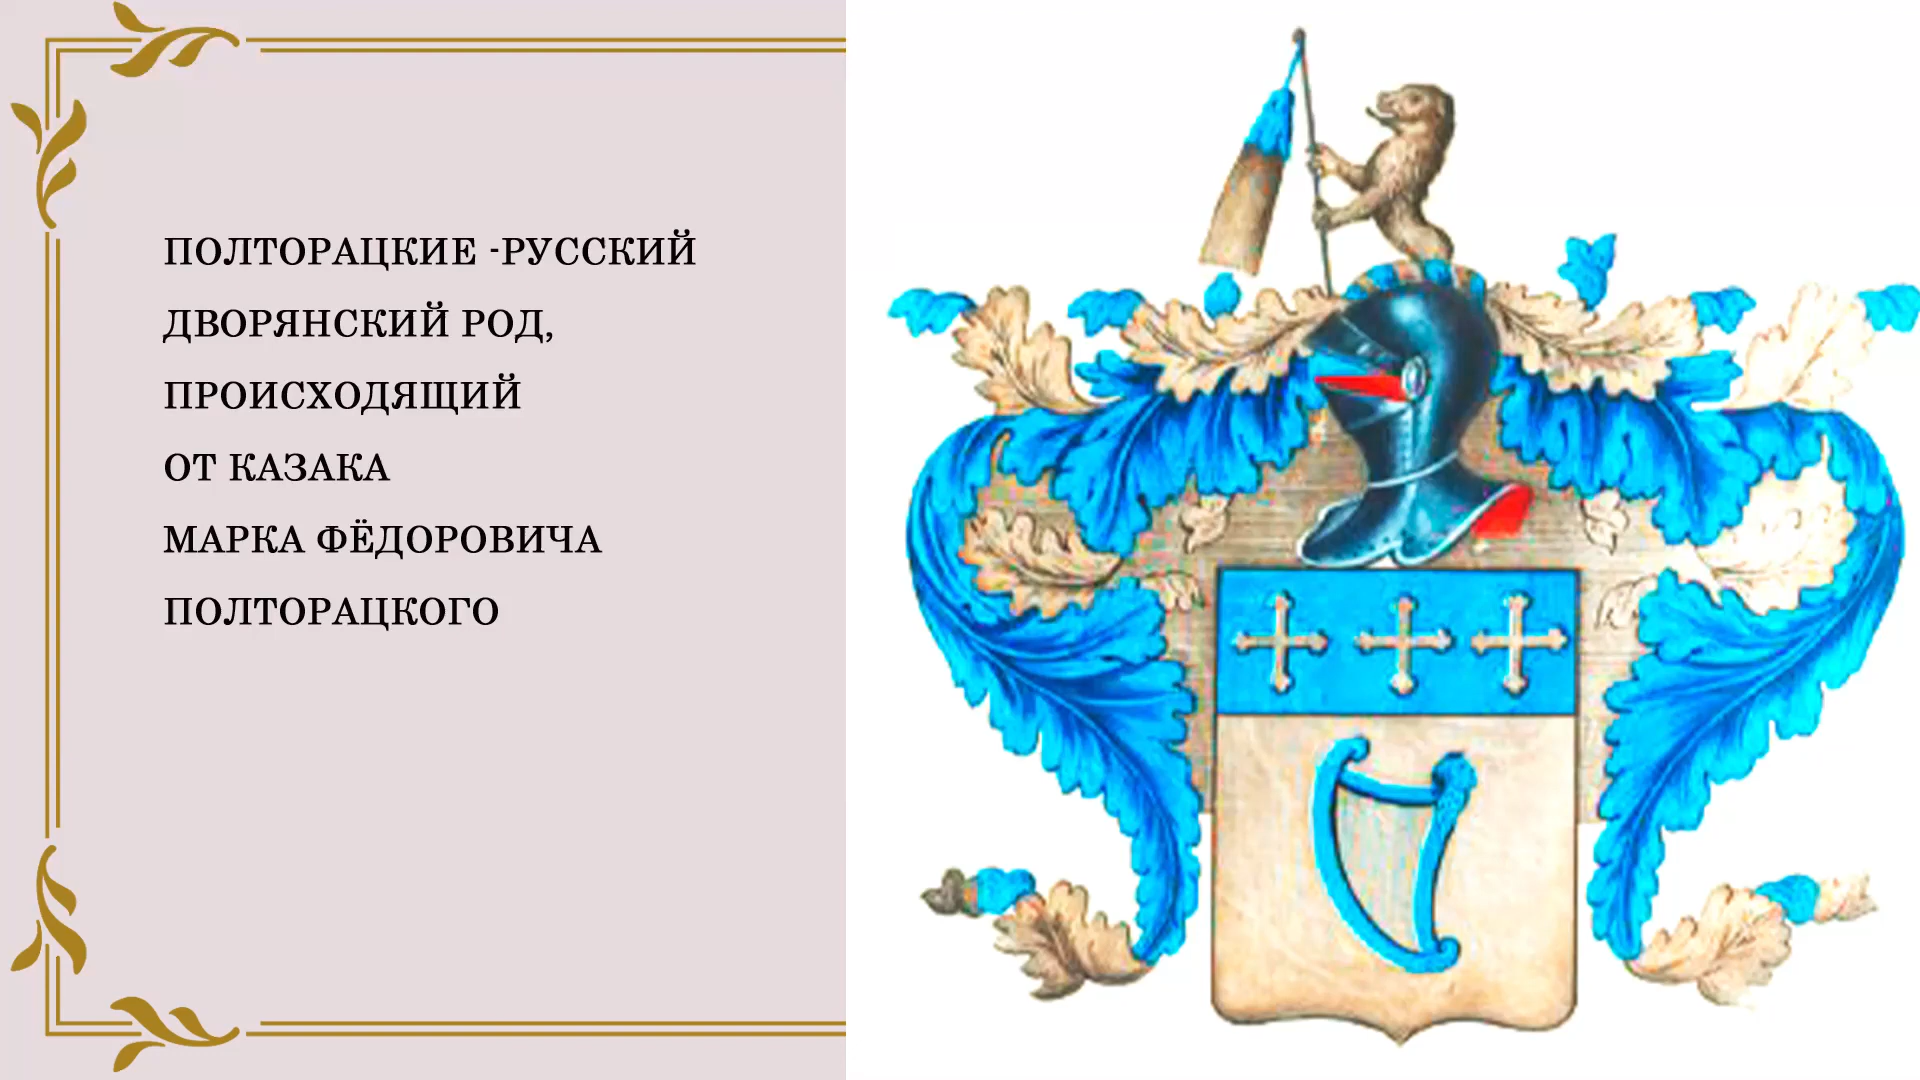 ПОЛТОРАЦКИЕ -РУССКИЙ
ДВОРЯНСКИЙ РОД,
ПРОИСХОДЯЩИЙ
ОТ КАЗАКА
МАРКА ФЁДОРОВИЧА
ПОЛТОРАЦКОГО